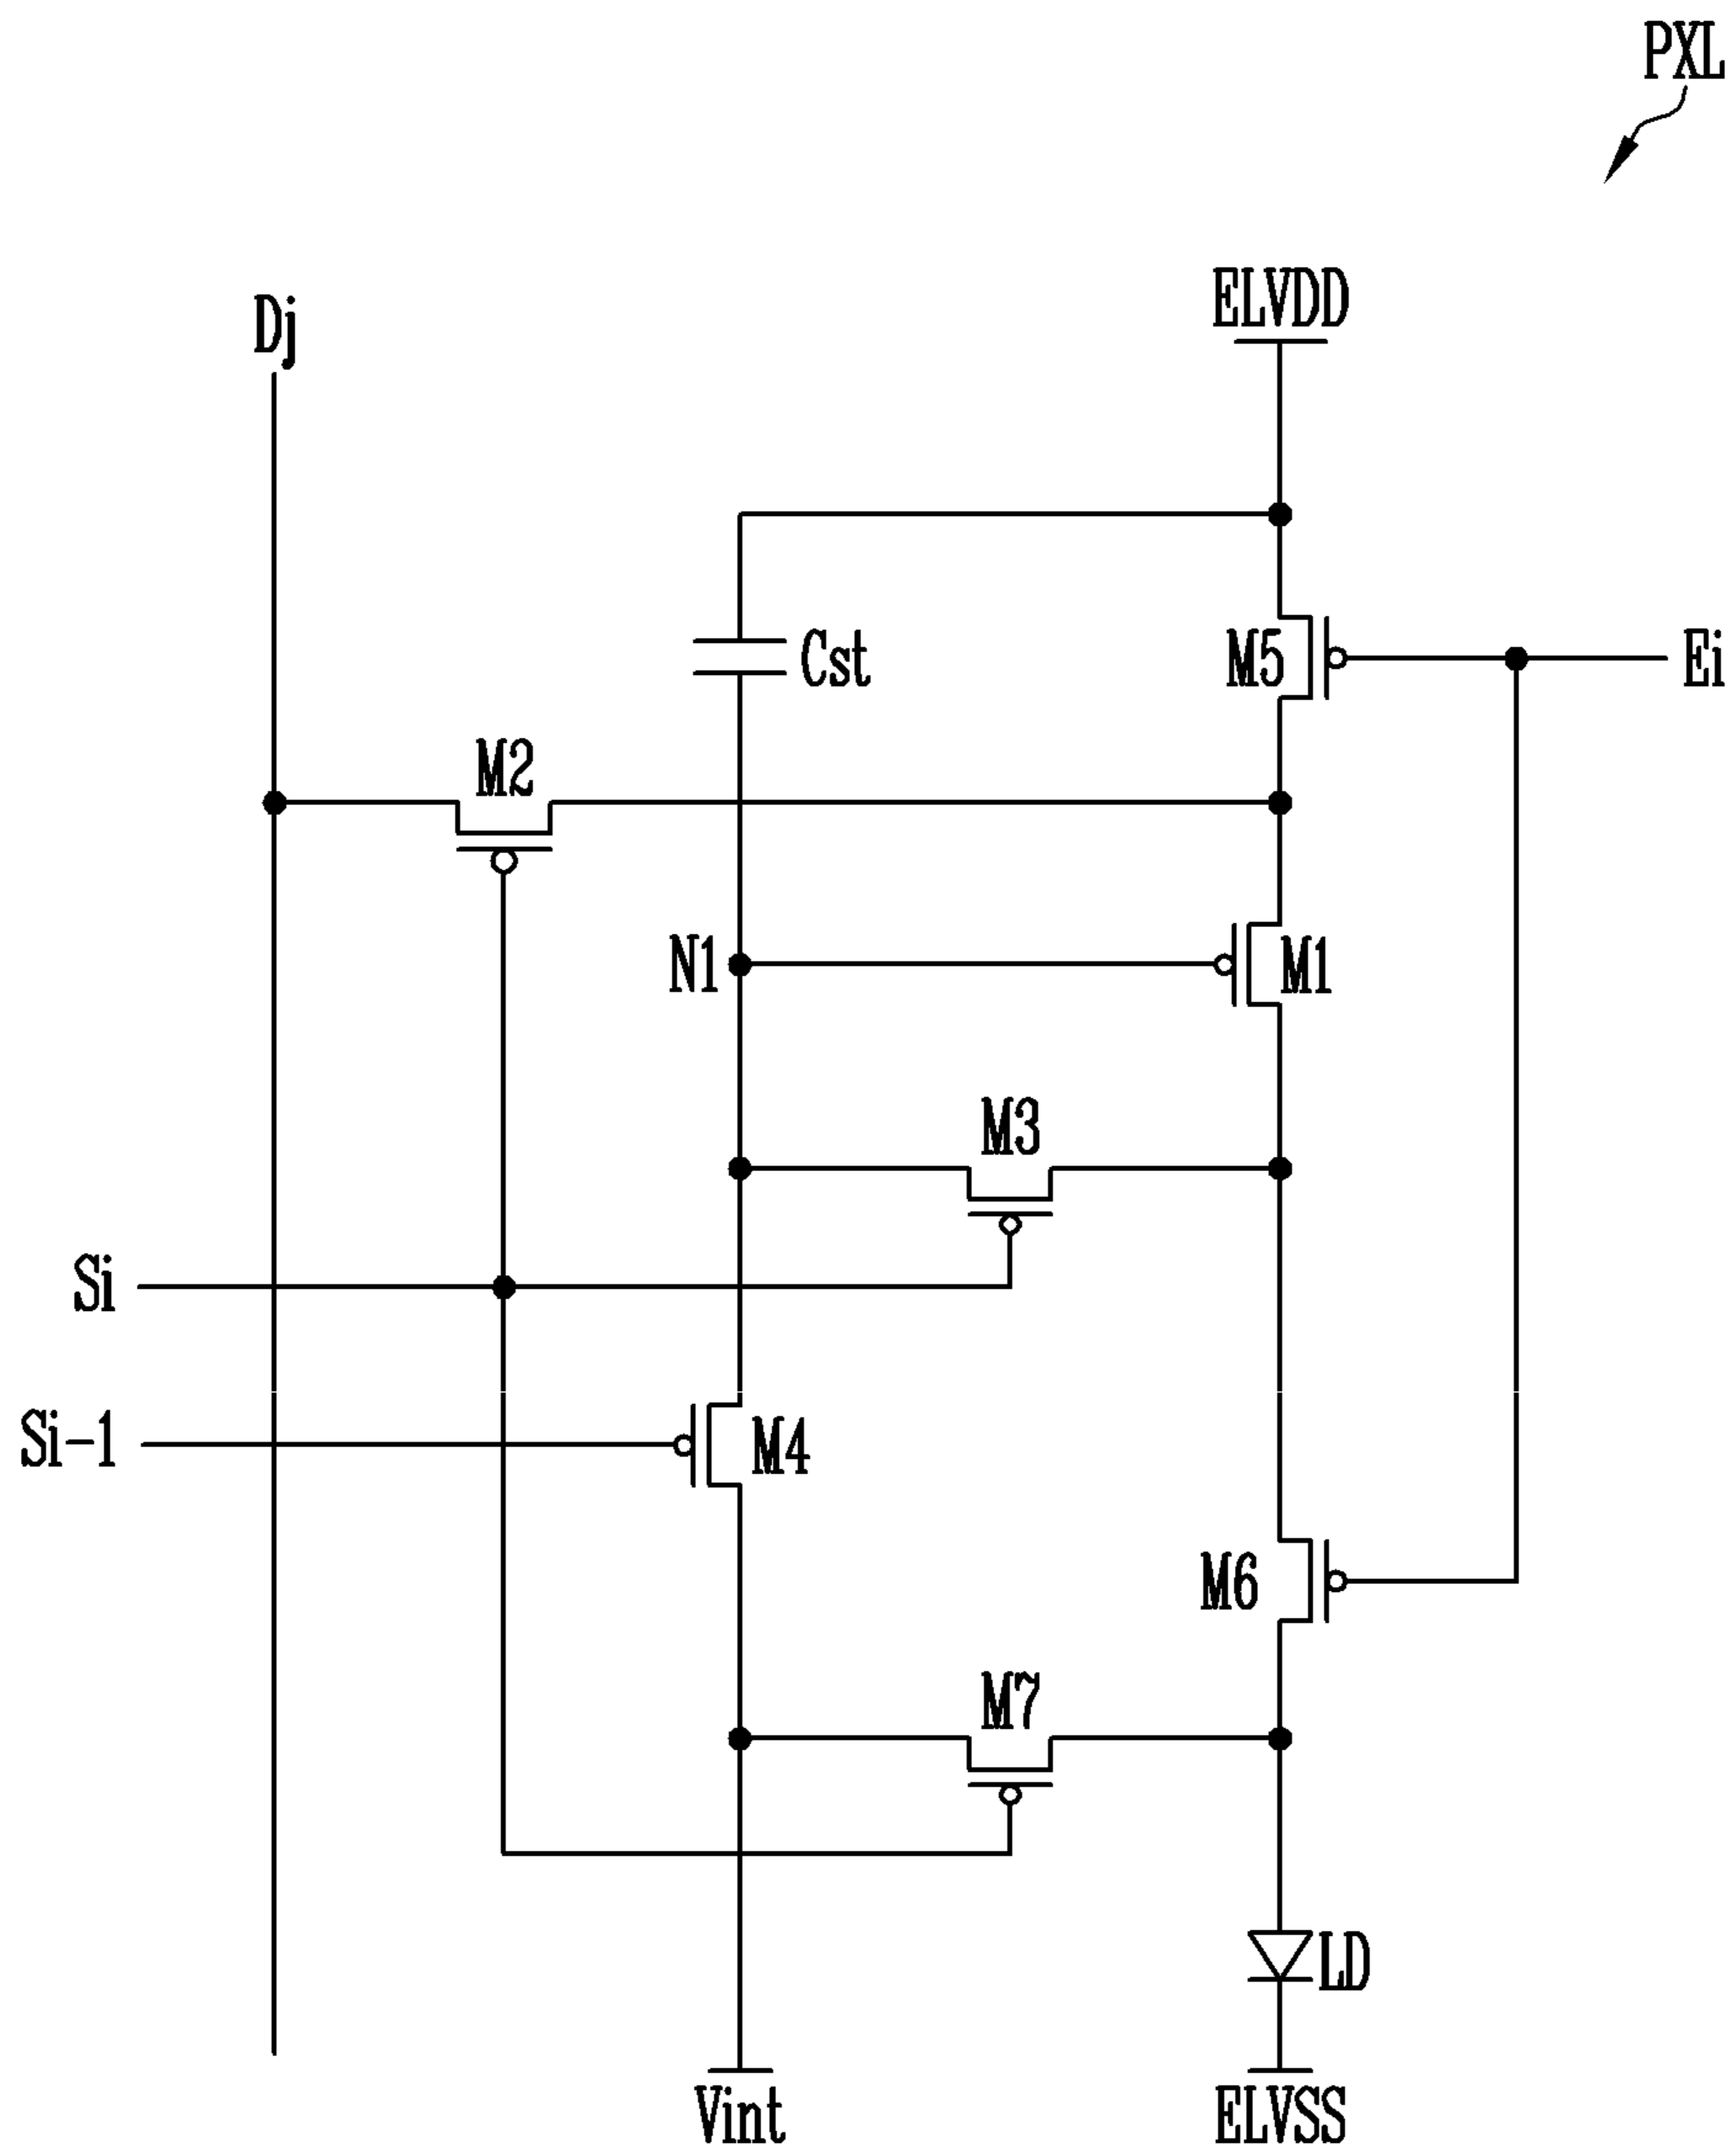 PXL
ELVDD
Dj
Cst
M5
Ei
M2
N1
M1
M3
Si
Si-1
M4
M6
M7
LD
Vint
ELVSS